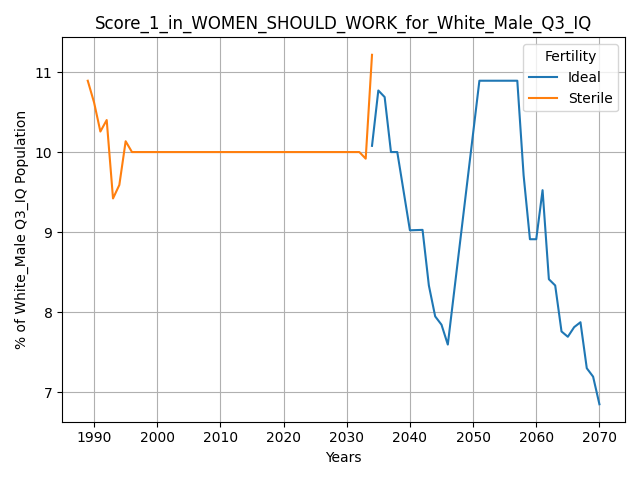 Score_1_in_WOMEN_SHOULD_WORK_for_White_Male_Q3_IQ
Fertility
Ideal
Sterile
% of White_Male Q3_IQ Population
11
10
9
8
7
1990 2000 2010 2020 2030 2040 2050 2060 2070
Years